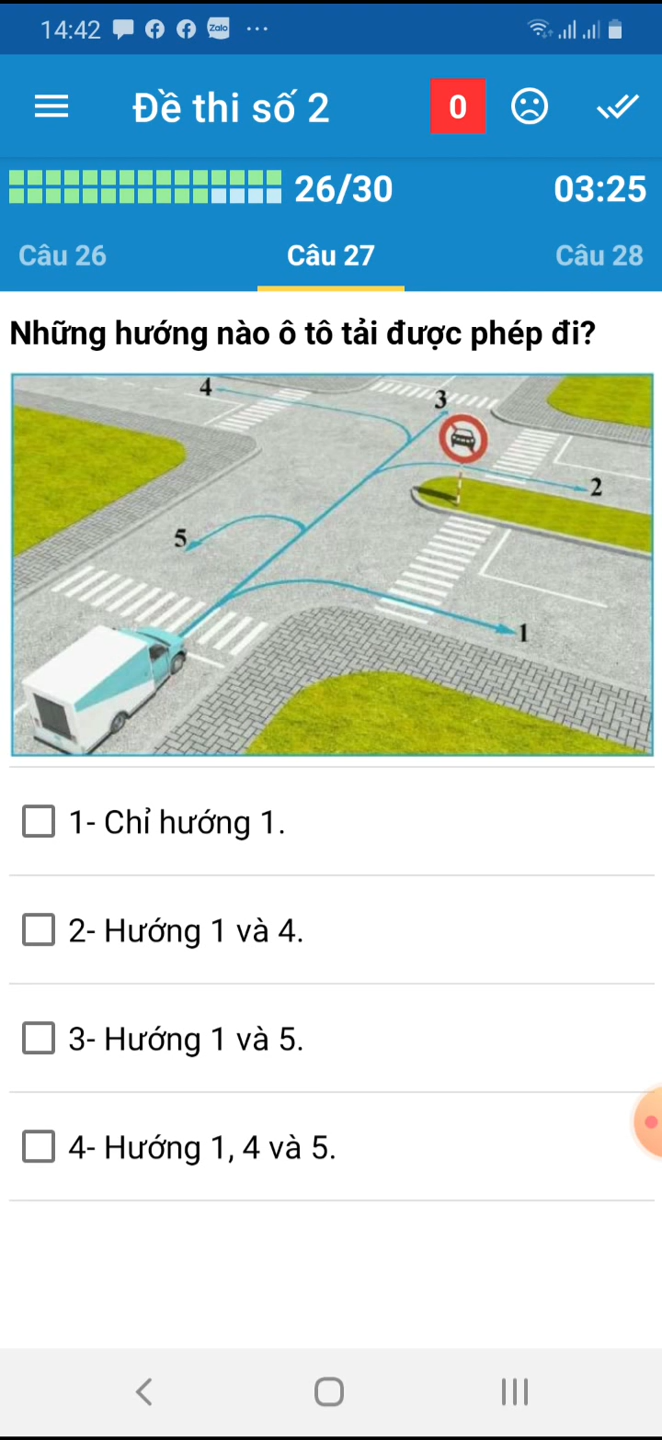 14:42 Zalo
Đề thi số 2 0
26/30 03:25
Câu 26 Câu 27 Câu 28
Những hướng nào ô tô tải được phép đi?
4
3
2
5
1
1- Chỉ hướng 1.
2- Hướng 1 và 4.
3- Hướng 1 và 5.
4- Hướng 1, 4 và 5.